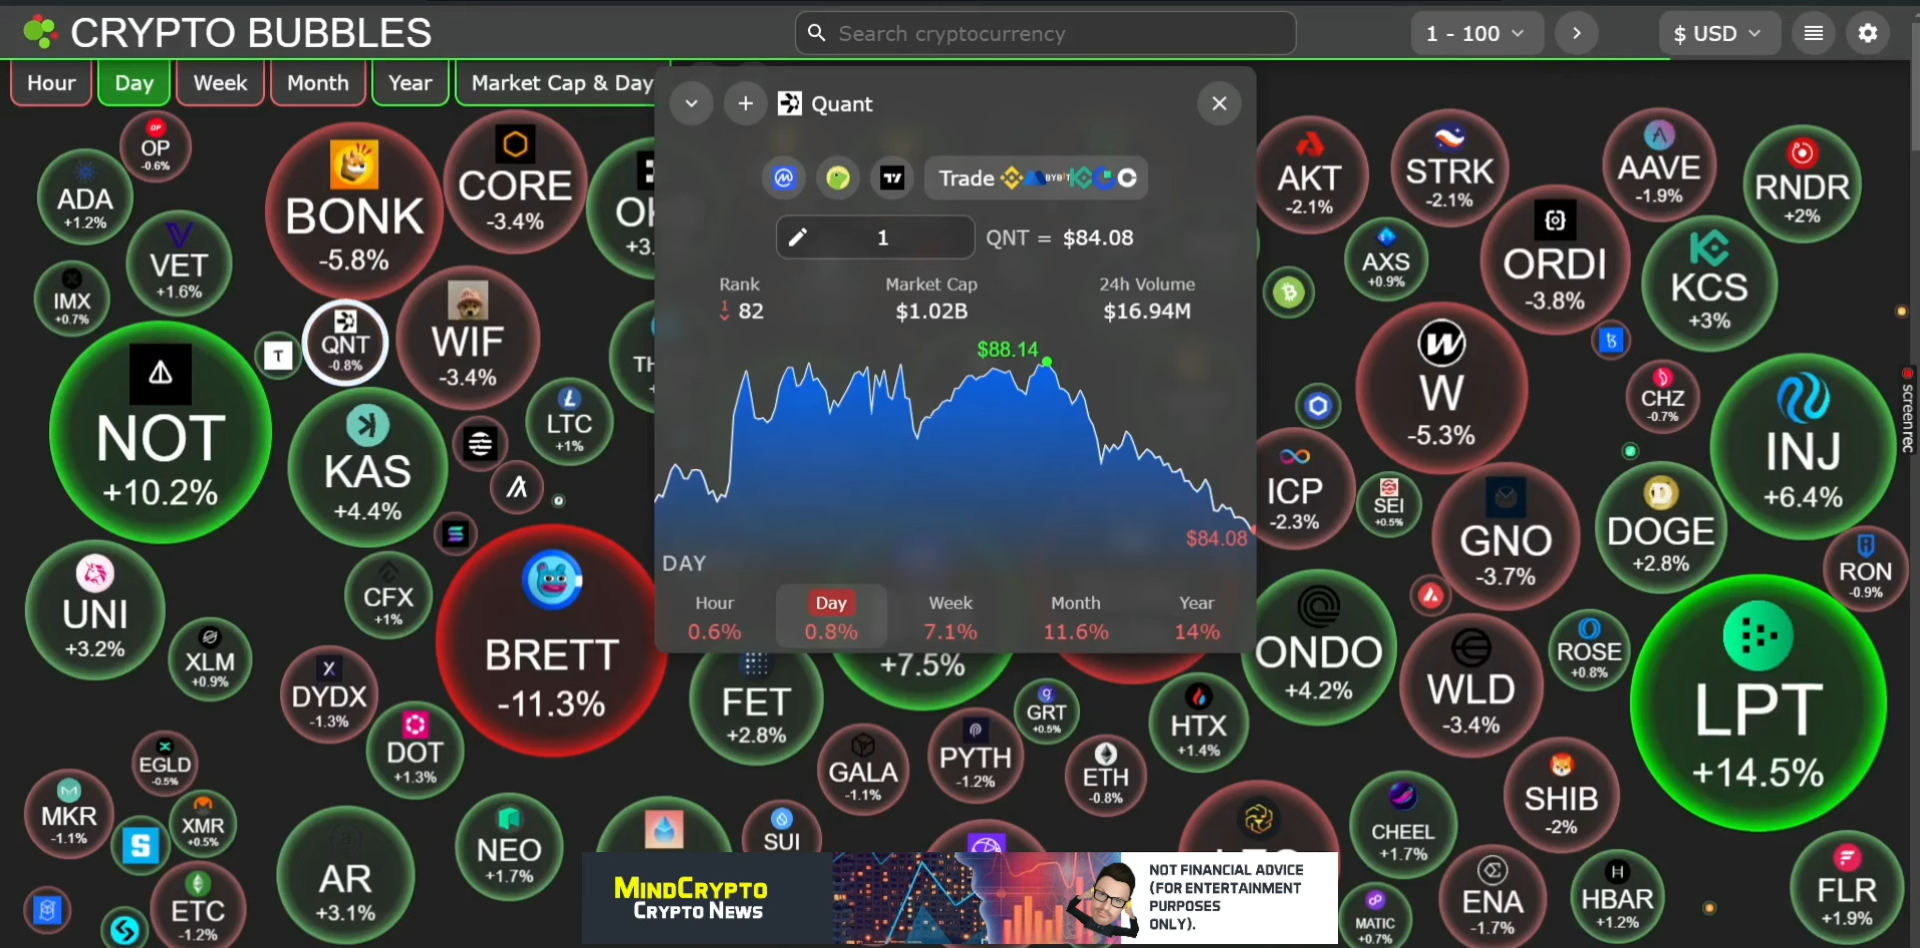 CRYPTO BUBBLES
Search cryptocurrency
1 - 100
$ USD
Hour
Day
Week
Month
Year
Market Cap & Day
Quant
Trade
BYBIT
1
QNT = $84.08
Rank
Market Cap
24h Volume
1
82
$1.02B
$16.94M
$88.14
$84.08
DAY
Hour
Day
Week
Month
Year
0.6%
0.8%
7.1%
11.6%
14%
OP
-0.6%
ADA
+1.2%
VET
+1.6%
IMX
+0.7%
BONK
-5.8%
CORE
-3.4%
+3.
QNT
-0.8%
WIF
-3.4%
T
NOT
+10.2%
KAS
+4.4%
LTC
+1%
UNI
+3.2%
CFX
+1%
XLM
+0.9%
BRETT
-11.3%
DYDX
-1.3%
DOT
+1.3%
EGLD
-0.5%
MKR
-1.1%
XMR
+0.5%
ETC
-1.2%
AR
+3.1%
NEO
+1.7%
FET
+2.8%
+7.5%
SUI
GALA
-1.1%
PYTH
-1.2%
GRT
+0.5%
ETH
-0.8%
HTX
+1.4%
AKT
-2.1%
STRK
-2.1%
AAVE
-1.9%
RNDR
+2%
AXS
+0.9%
ORDI
-3.8%
KCS
+3%
W
-5.3%
CHZ
-0.7%
INJ
+6.4%
ICP
-2.3%
SEI
+0.5%
GNO
-3.7%
DOGE
+2.8%
RON
-0.9%
ONDO
+4.2%
WLD
-3.4%
ROSE
+0.8%
LPT
+14.5%
CHEEL
+1.7%
SHIB
-2%
MATIC
+0.7%
ENA
-1.7%
HBAR
+1.2%
FLR
+1.9%
screenrec
MINDCRYPTO
CRYPTO NEWS
NOT FINANCIAL ADVICE
(FOR ENTERTAINMENT
PURPOSES
ONLY).